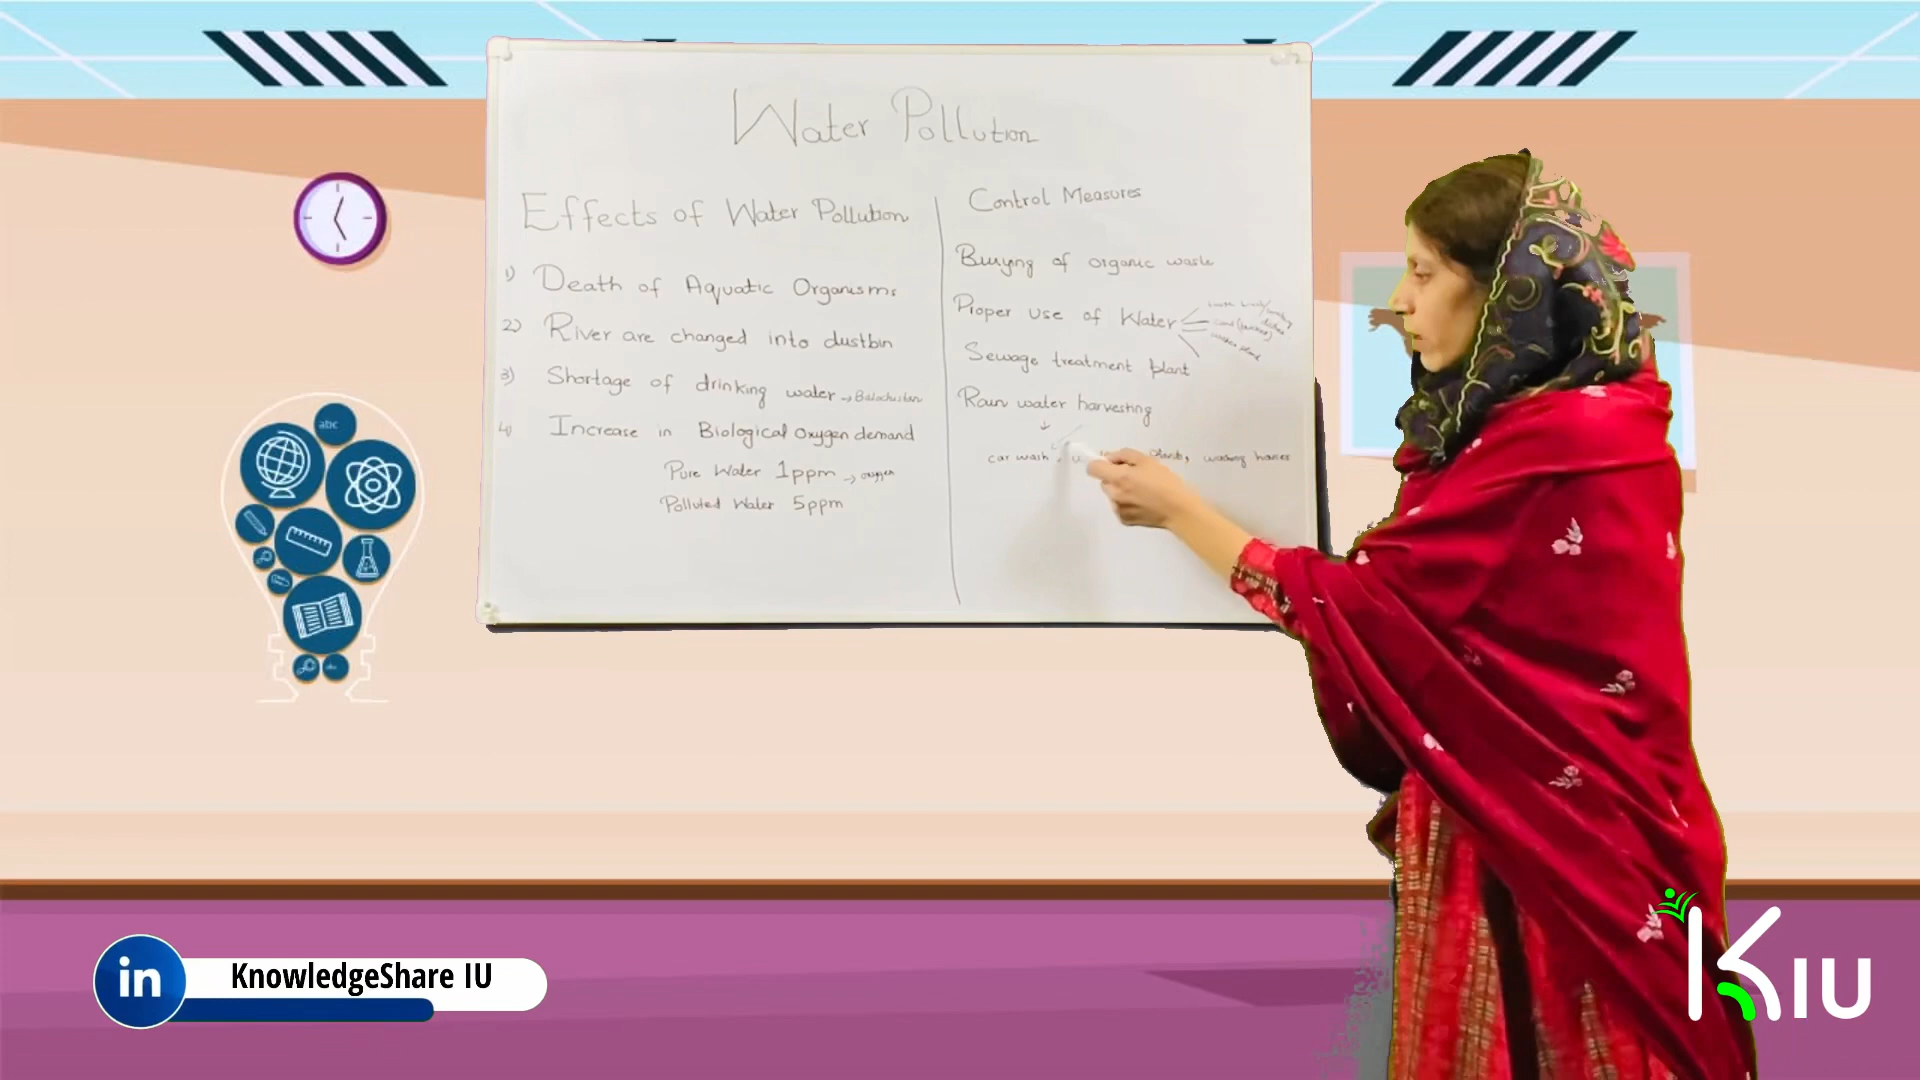 Water Pollution
Effects of Water Pollution
1) Death of Aquatic Organisms
2) River are changed into dustbin
3) Shortage of drinking water → Balochistan
4) Increase in Biological Oxygen demand
Pure Water 1ppm → oxygen
Polluted Water 5ppm
Control Measures
Burying of organic waste
Proper use of Water
Sewage treatment plant
Rain water harvesting
↓
car wash, plants, washing homes
abc
in KnowledgeShare IU
KIU